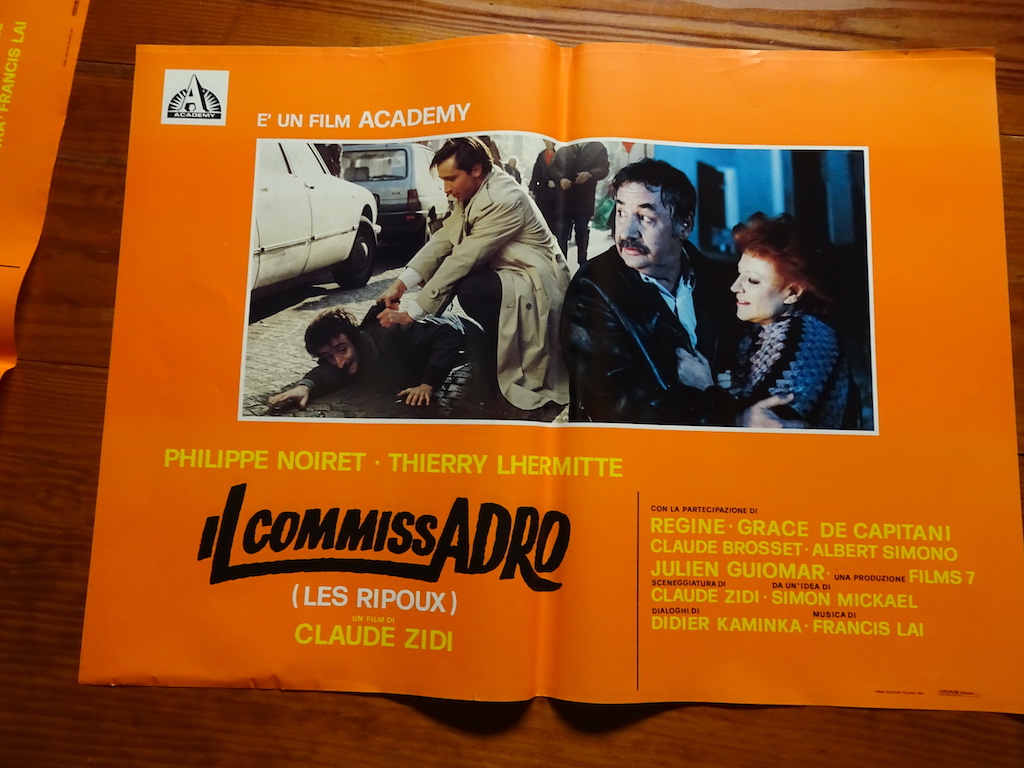 FRANCIS LAI
ACADEMY
E' UN FILM ACADEMY
PHILIPPE NOIRET · THIERRY LHERMITTE
IL COMMISSADRO
(LES RIPOUX)
UN FILM DI
CLAUDE ZIDI
CON LA PARTECIPAZIONE DI
REGINE · GRACE DE CAPITANI
CLAUDE BROSSET · ALBERT SIMONO
JULIEN GUIOMAR · UNA PRODUZIONE FILMS 7
SCENEGGIATURA DI DA UN'IDEA DI
CLAUDE ZIDI · SIMON MICKAEL
DIALOGHI DI MUSICA DI
DIDIER KAMINKA · FRANCIS LAI